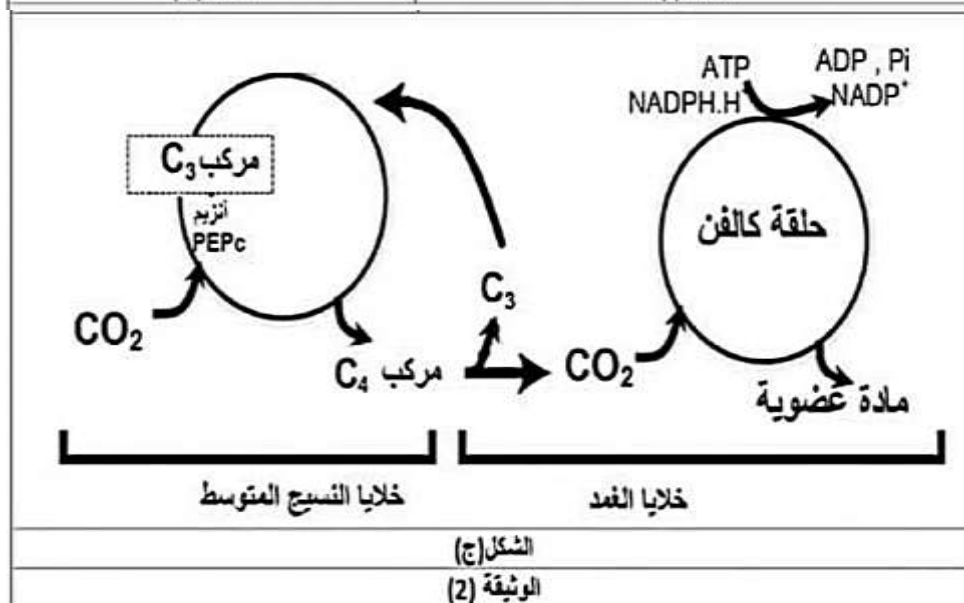 ATP
NADPH.H⁺
ADP , Pi
NADP⁺
مركب C₃
أنزيم
PEPc
حلقة كالفن
CO₂
مركب C₄
C₃
CO₂
مادة عضوية
خلايا النسيج المتوسط
خلايا الغمد
الشكل(ج)
الوثيقة (2)